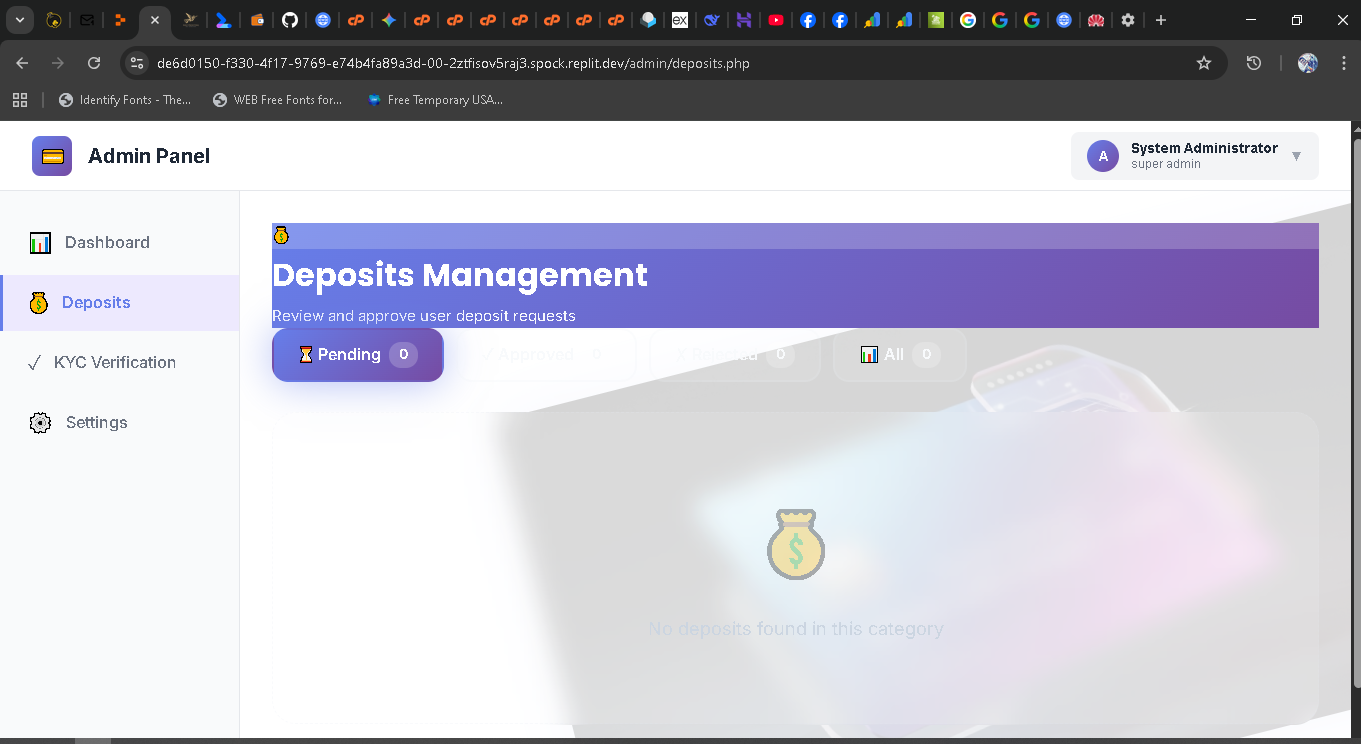 de6d0150-f330-4f17-9769-e74b4fa89a3d-00-2ztfisov5raj3.spock.replit.dev/admin/deposits.php
Identify Fonts - The...
WEB Free Fonts for...
Free Temporary USA...
Admin Panel
A
System Administrator
super admin
Dashboard
Deposits
KYC Verification
Settings
Deposits Management
Review and approve user deposit requests
Pending 0
Approved 0
0
All 0
No deposits found in this category